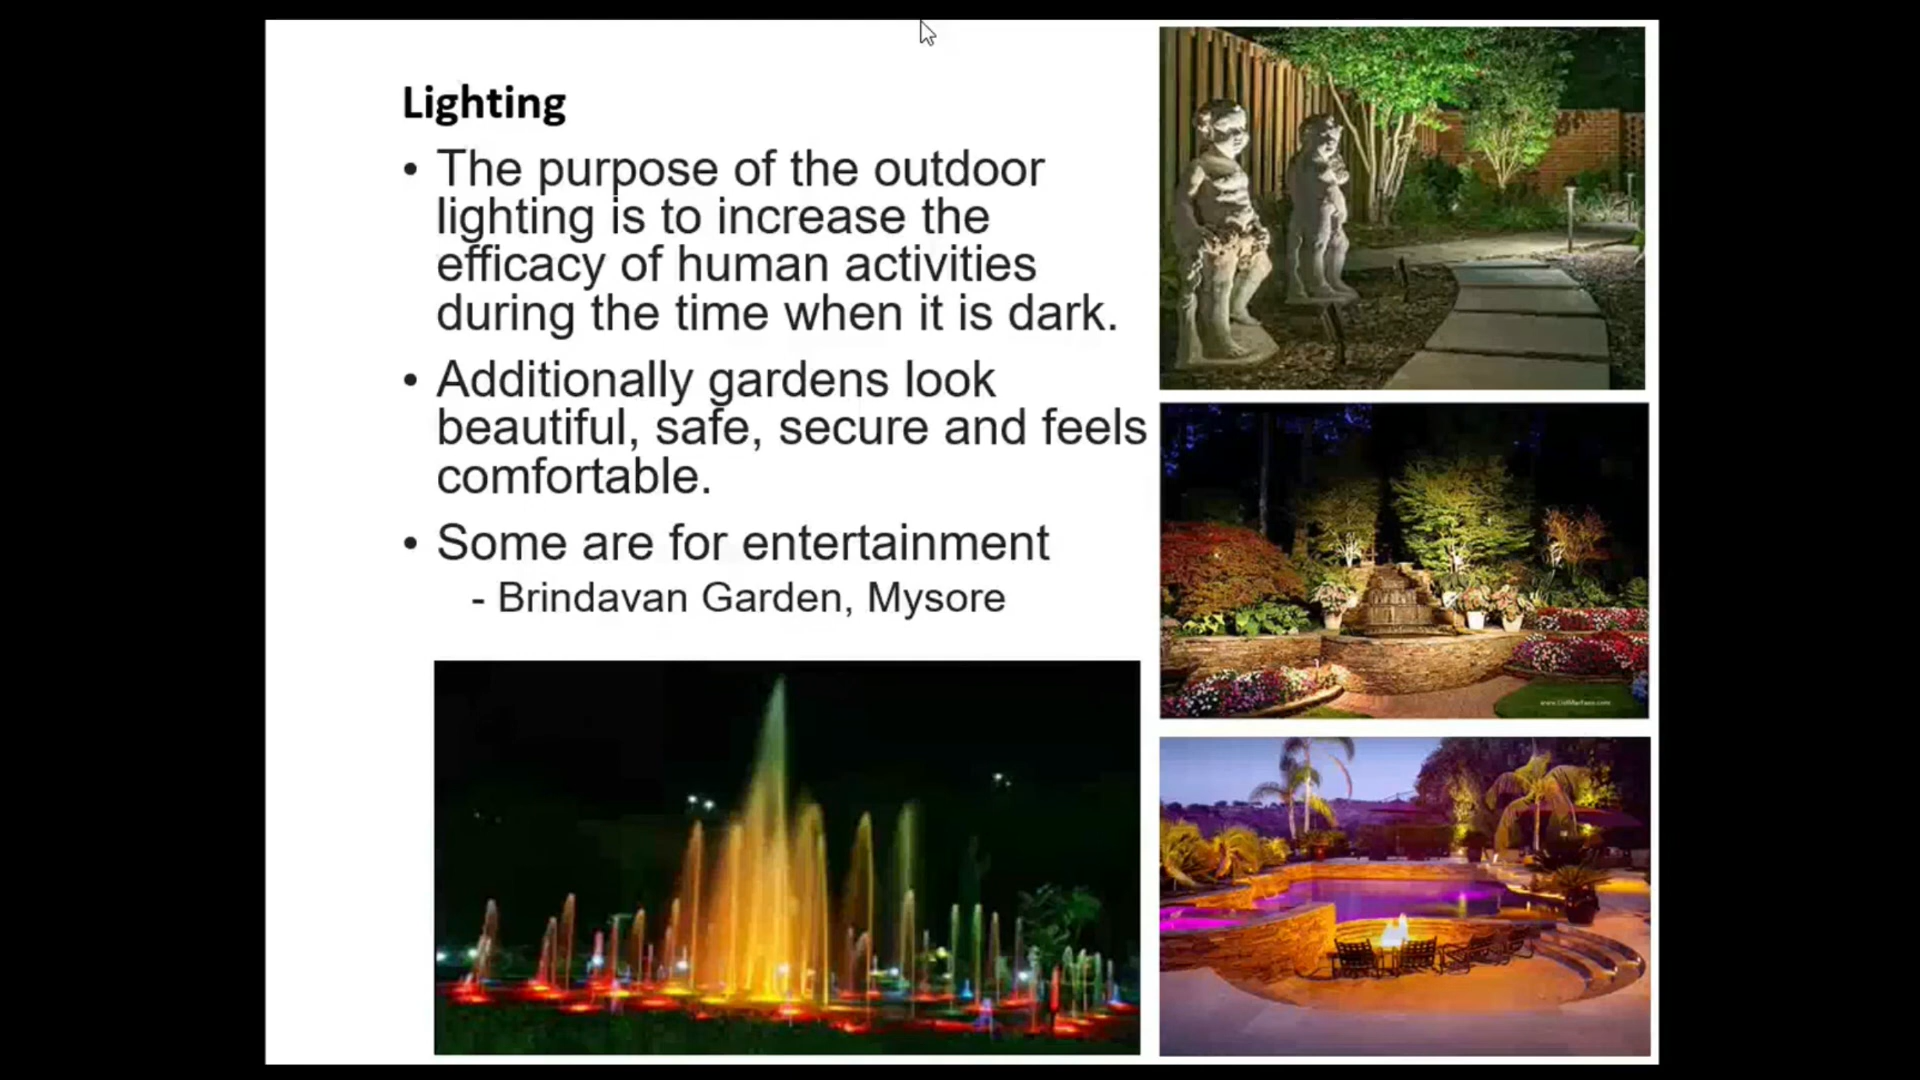 Lighting
• The purpose of the outdoor
lighting is to increase the
efficacy of human activities
during the time when it is dark.
• Additionally gardens look
beautiful, safe, secure and feels
comfortable.
• Some are for entertainment
- Brindavan Garden, Mysore